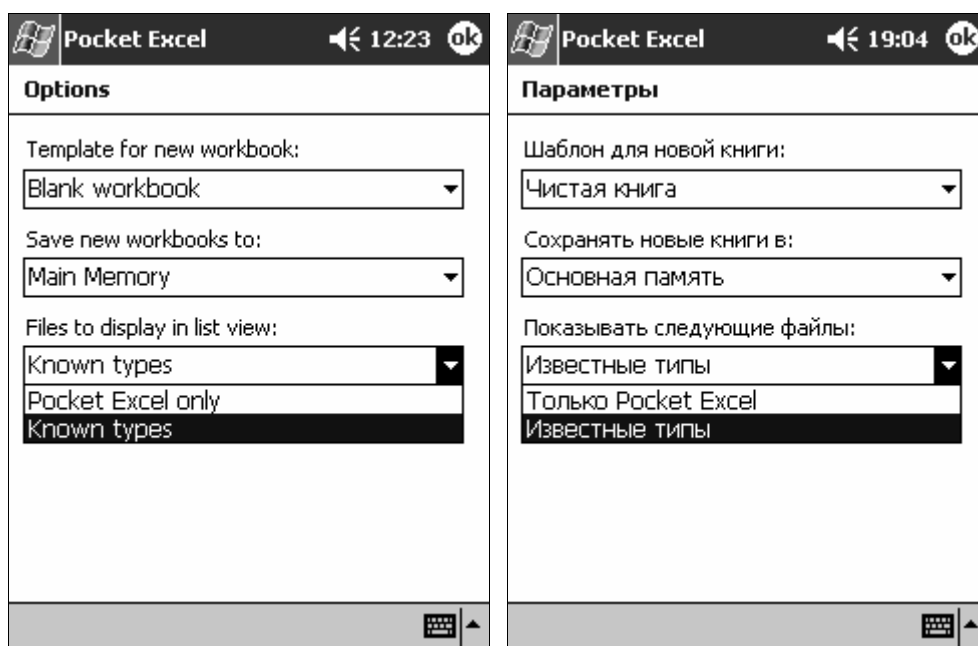 Pocket Excel 12:23 ok
Options
Template for new workbook:
Blank workbook
Save new workbooks to:
Main Memory
Files to display in list view:
Known types
Pocket Excel only
Known types
Pocket Excel 19:04 ok
Параметры
Шаблон для новой книги:
Чистая книга
Сохранять новые книги в:
Основная память
Показывать следующие файлы:
Известные типы
Только Pocket Excel
Известные типы